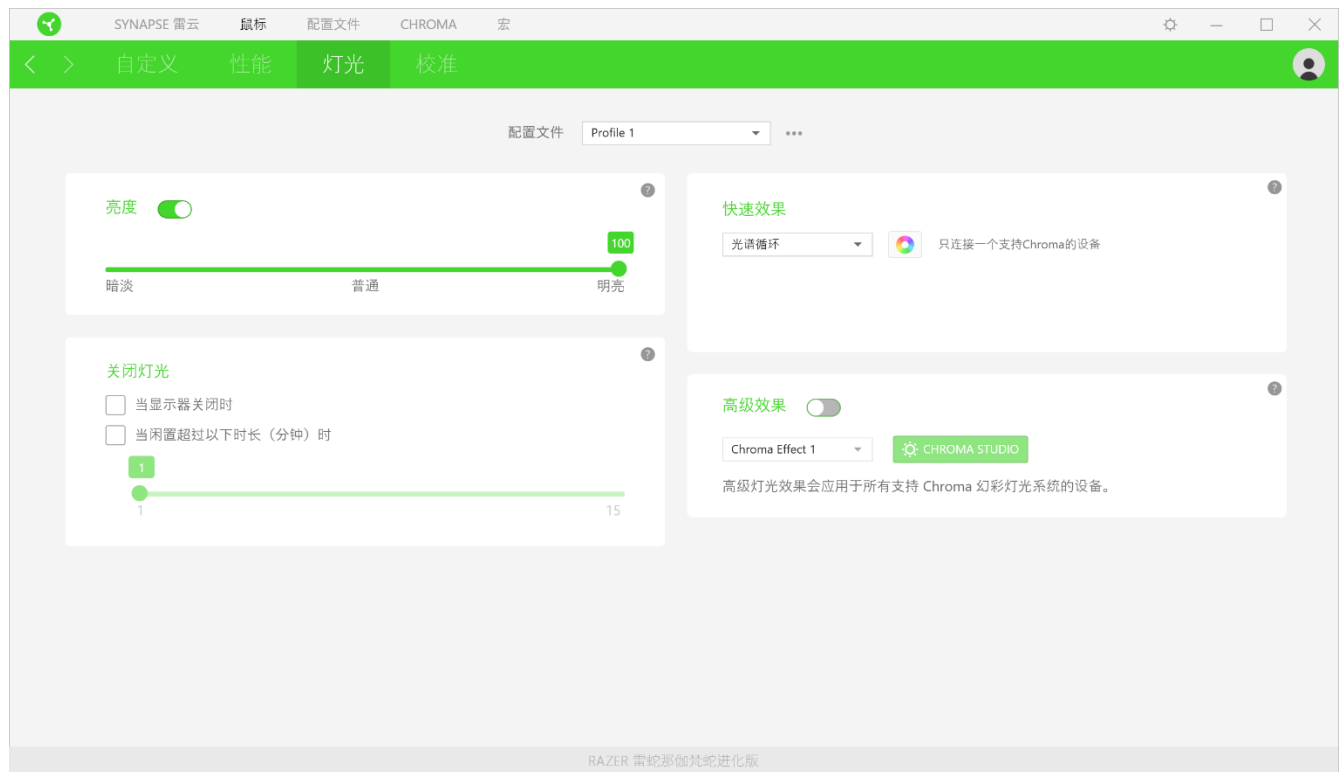 SYNAPSE 雷云 鼠标 配置文件 CHROMA 宏
自定义 性能 灯光 校准
配置文件 Profile 1
亮度
100
暗淡 普通 明亮
关闭灯光
当显示器关闭时
当闲置超过以下时长（分钟）时
1
1 15
快速效果
光谱循环 只连接一个支持Chroma的设备
高级效果
Chroma Effect 1 CHROMA STUDIO
高级灯光效果会应用于所有支持 Chroma 幻彩灯光系统的设备。
RAZER 雷蛇那伽梵蛇进化版